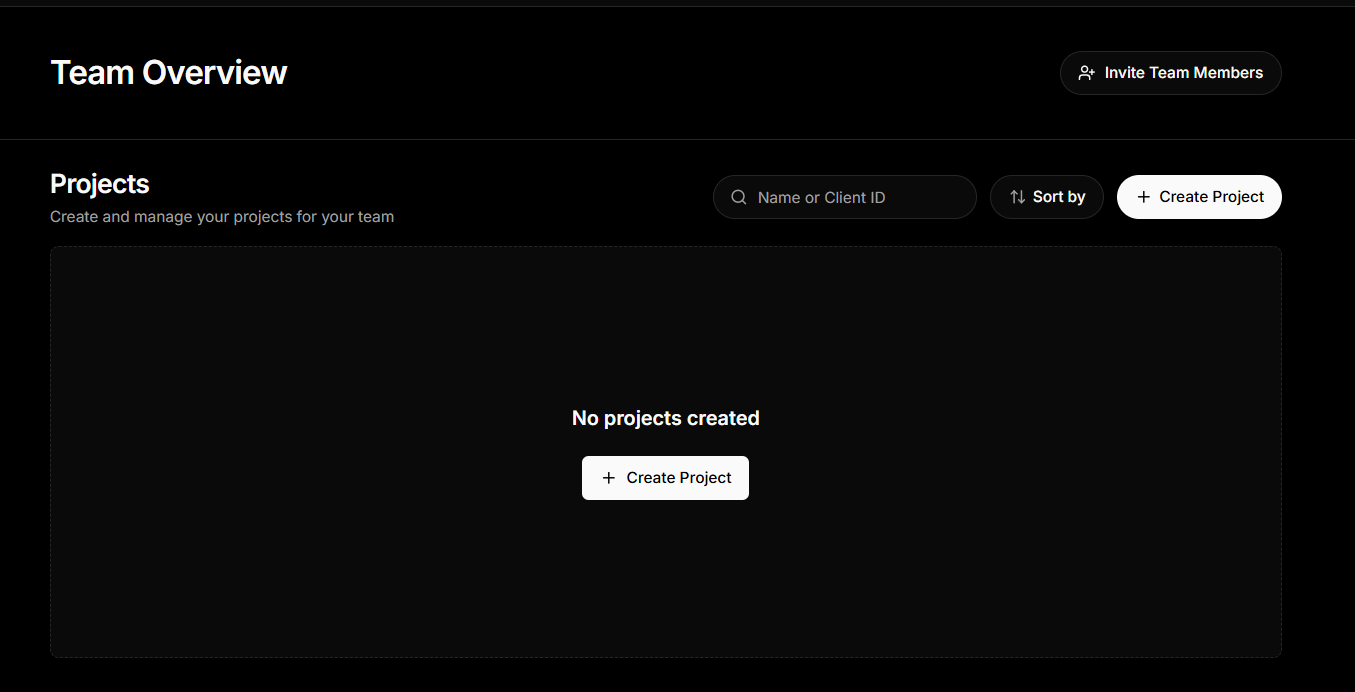 Team Overview
Invite Team Members
Projects
Create and manage your projects for your team
Name or Client ID
Sort by
Create Project
No projects created
Create Project